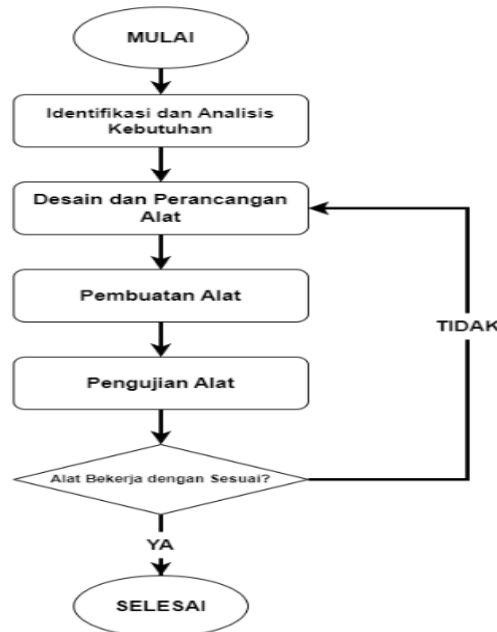 MULAI
Identifikasi dan Analisis
Kebutuhan
Desain dan Perancangan
Alat
Pembuatan Alat
TIDAK
Pengujian Alat
Alat Bekerja dengan Sesuai?
YA
SELESAI